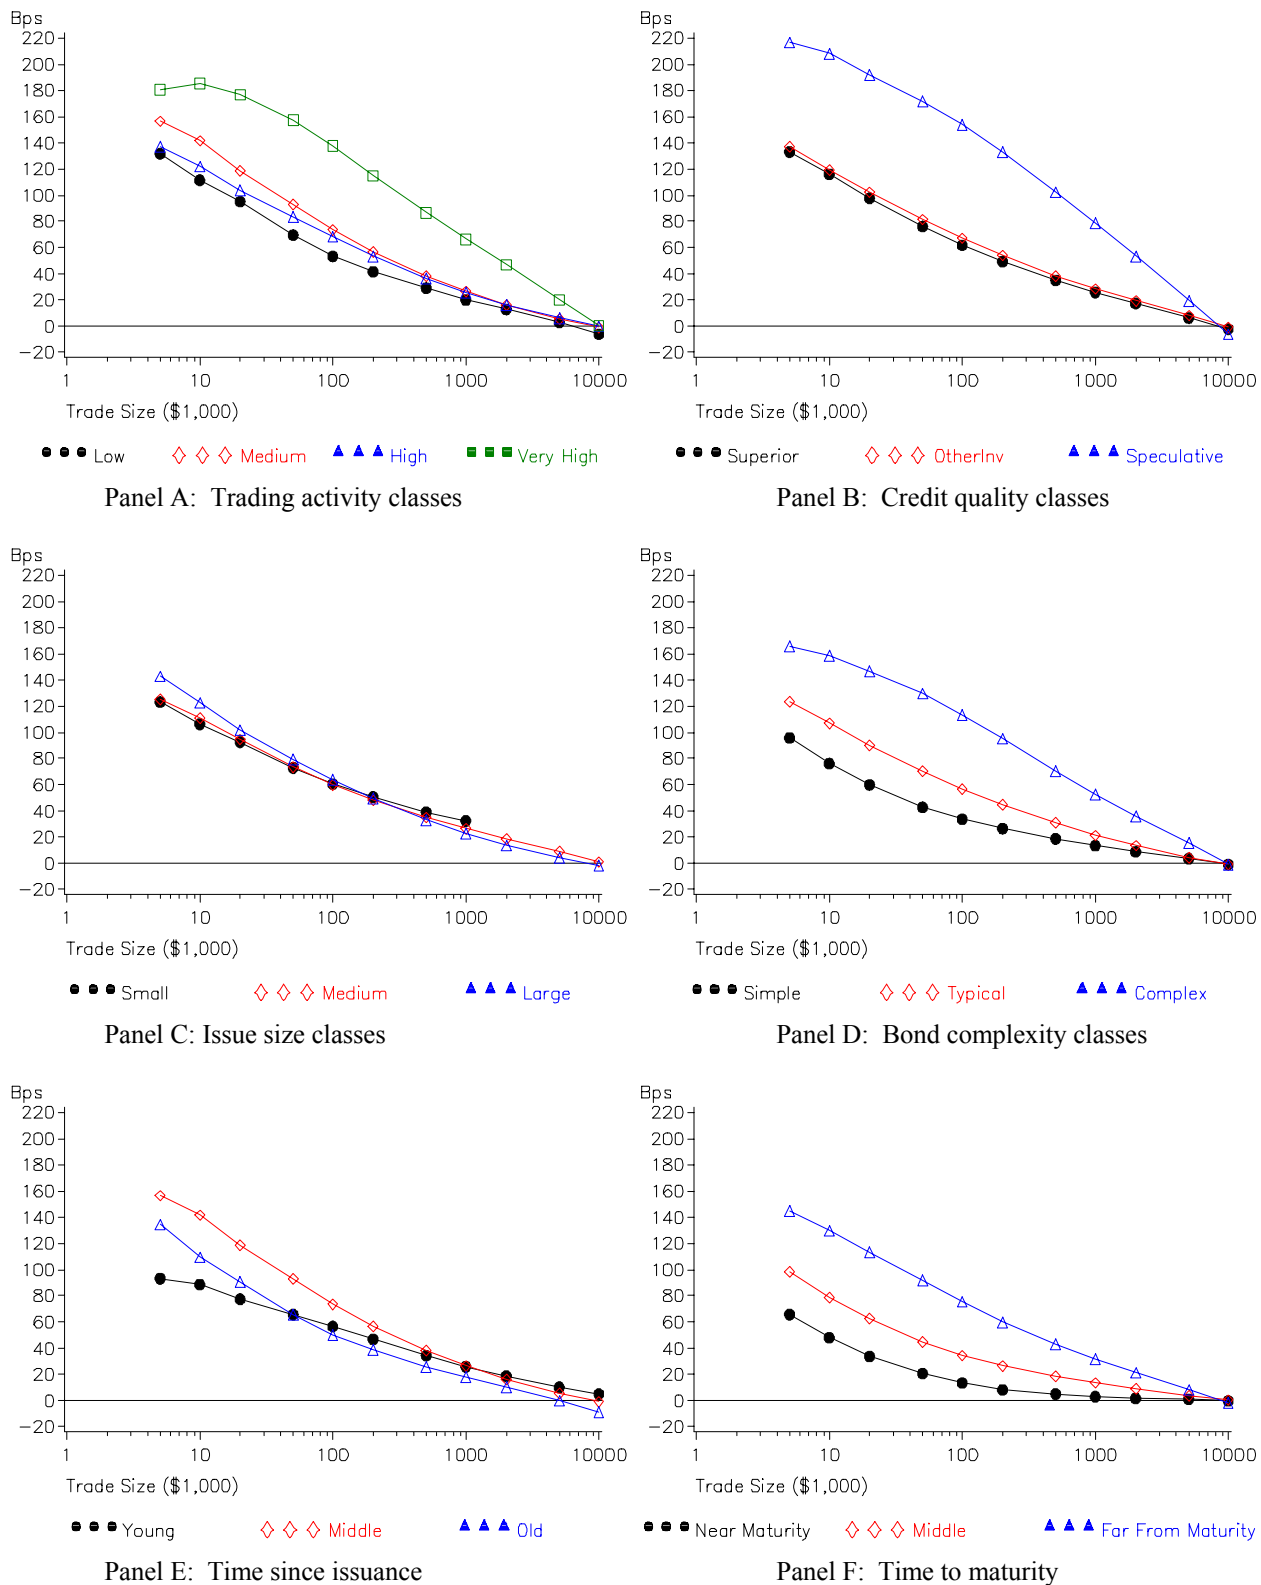 Bps
220
200
180
160
140
120
100
80
60
40
20
0
−20
1 10 100 1000 10000
Trade Size ($1,000)
Low Medium High Very High
Panel A:  Trading activity classes
Bps
220
200
180
160
140
120
100
80
60
40
20
0
−20
1 10 100 1000 10000
Trade Size ($1,000)
Superior OtherInv Speculative
Panel B:  Credit quality classes
Bps
220
200
180
160
140
120
100
80
60
40
20
0
−20
1 10 100 1000 10000
Trade Size ($1,000)
Small Medium Large
Panel C: Issue size classes
Bps
220
200
180
160
140
120
100
80
60
40
20
0
−20
1 10 100 1000 10000
Trade Size ($1,000)
Simple Typical Complex
Panel D:  Bond complexity classes
Bps
220
200
180
160
140
120
100
80
60
40
20
0
−20
1 10 100 1000 10000
Trade Size ($1,000)
Young Middle Old
Panel E:  Time since issuance
Bps
220
200
180
160
140
120
100
80
60
40
20
0
−20
1 10 100 1000 10000
Trade Size ($1,000)
Near Maturity Middle Far From Maturity
Panel F:  Time to maturity